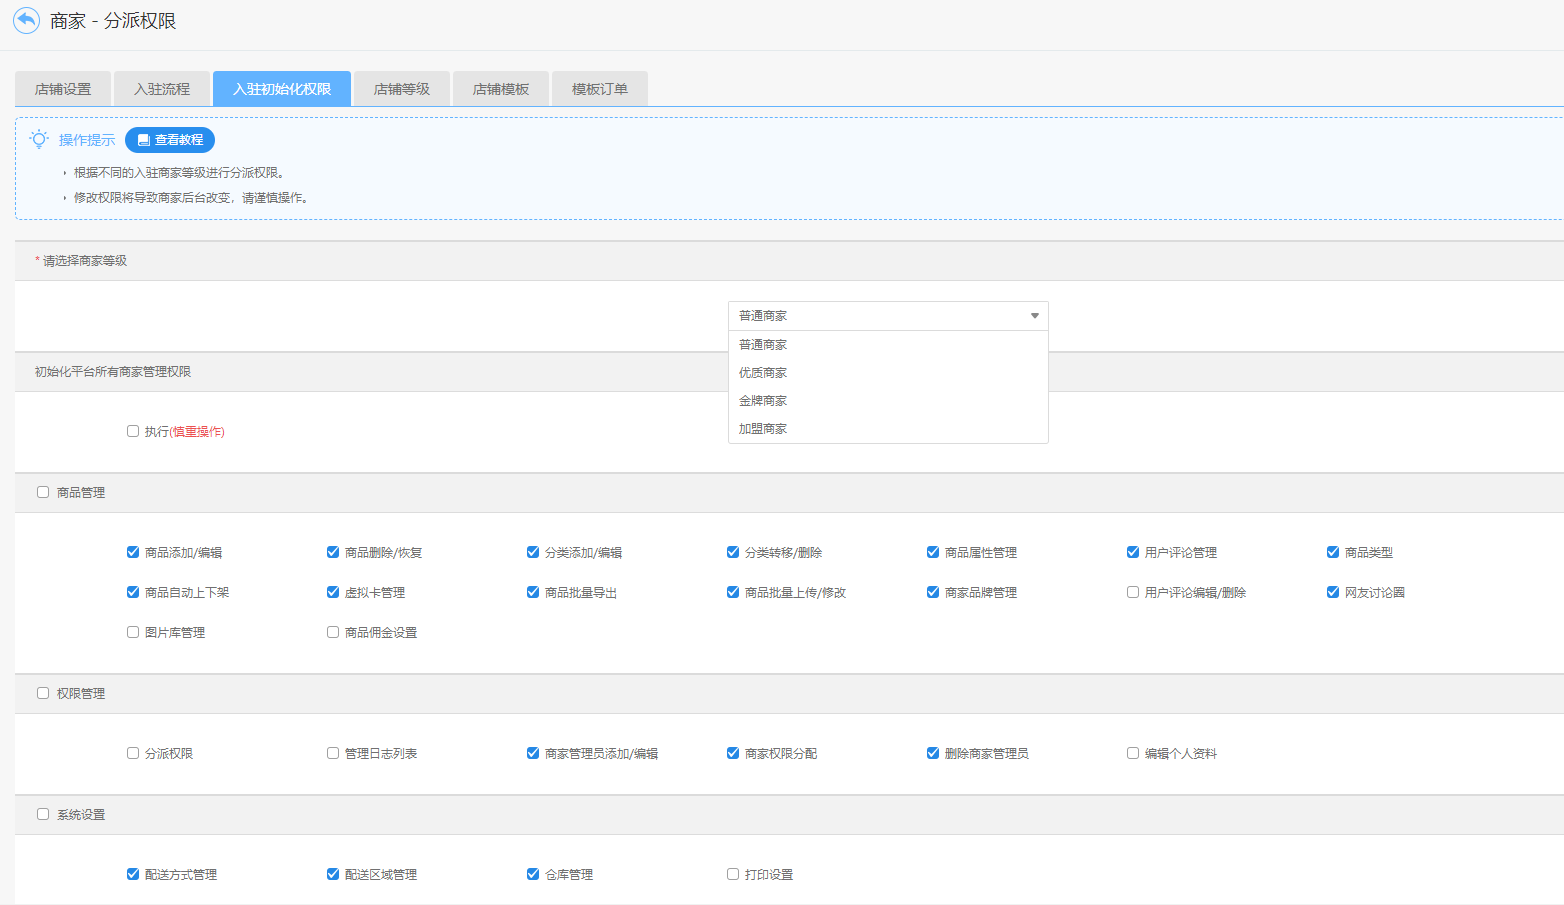 商家 - 分派权限
店铺设置 入驻流程 入驻初始化权限 店铺等级 店铺模板 模板订单
操作提示 查看教程
根据不同的入驻商家等级进行分派权限。
修改权限将导致商家后台改变，请谨慎操作。
* 请选择商家等级
普通商家
普通商家
优质商家
金牌商家
加盟商家
初始化平台所有商家管理权限
执行(慎重操作)
商品管理
商品添加/编辑 商品删除/恢复 分类添加/编辑 分类转移/删除 商品属性管理 用户评论管理 商品类型
商品自动上下架 虚拟卡管理 商品批量导出 商品批量上传/修改 商家品牌管理 用户评论编辑/删除 网友讨论圈
图片库管理 商品佣金设置
权限管理
分派权限 管理日志列表 商家管理员添加/编辑 商家权限分配 删除商家管理员 编辑个人资料
系统设置
配送方式管理 配送区域管理 仓库管理 打印设置